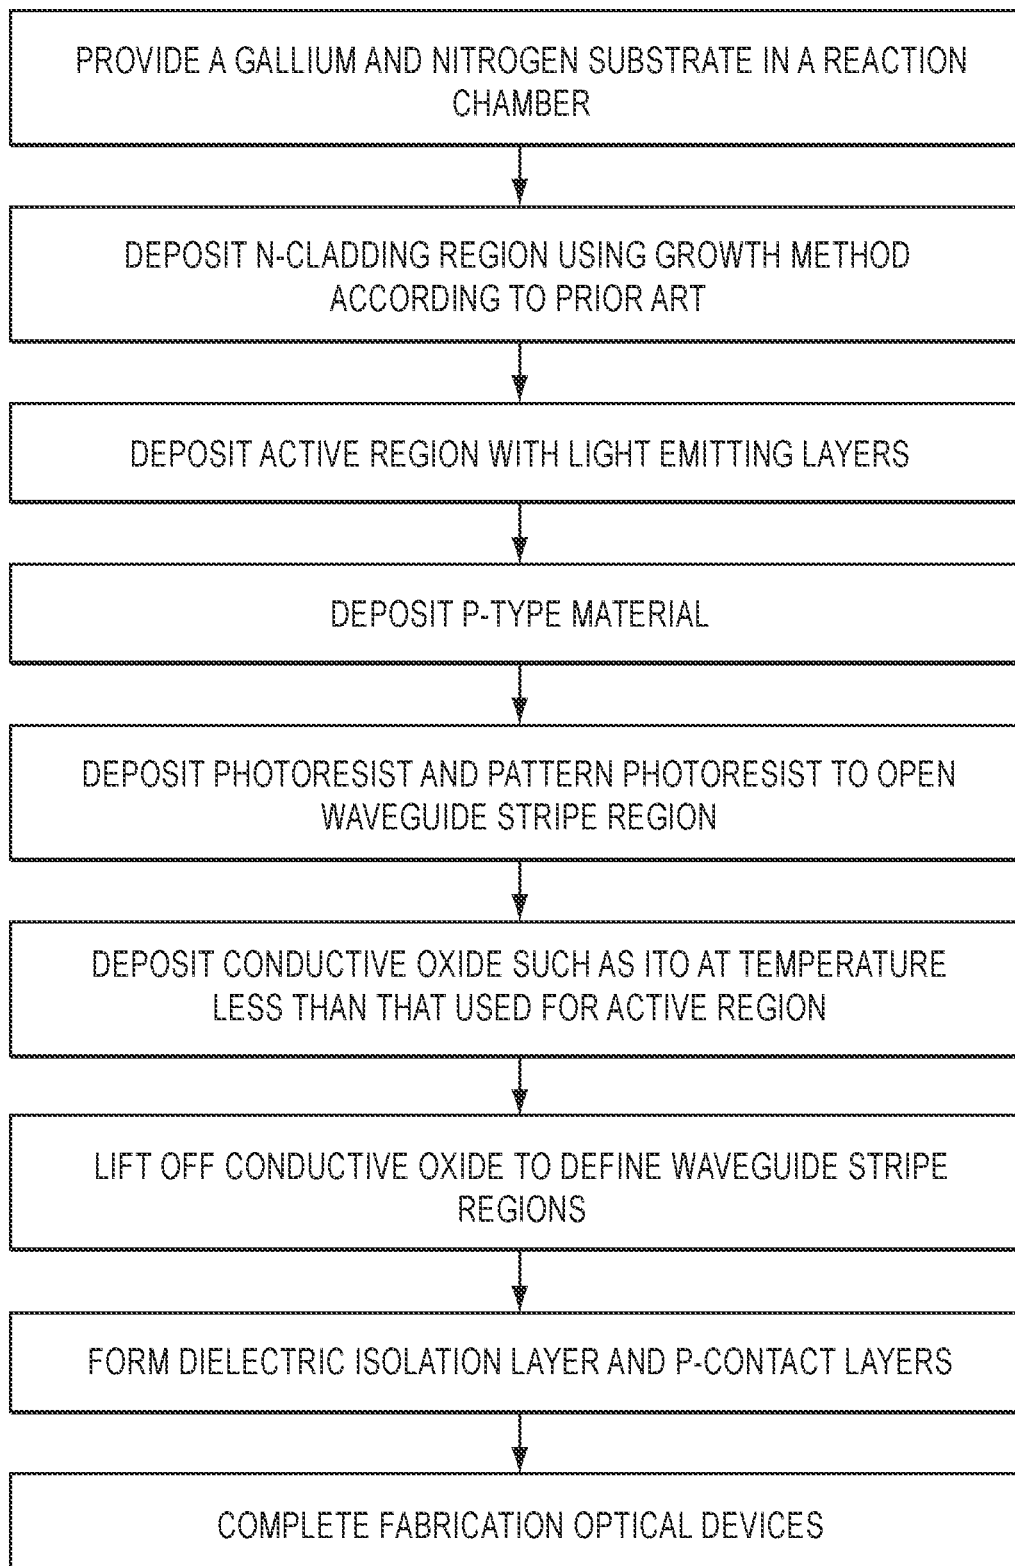 PROVIDE A GALLIUM AND NITROGEN SUBSTRATE IN A REACTION
CHAMBER
DEPOSIT N-CLADDING REGION USING GROWTH METHOD
ACCORDING TO PRIOR ART
DEPOSIT ACTIVE REGION WITH LIGHT EMITTING LAYERS
DEPOSIT P-TYPE MATERIAL
DEPOSIT PHOTORESIST AND PATTERN PHOTORESIST TO OPEN
WAVEGUIDE STRIPE REGION
DEPOSIT CONDUCTIVE OXIDE SUCH AS ITO AT TEMPERATURE
LESS THAN THAT USED FOR ACTIVE REGION
LIFT OFF CONDUCTIVE OXIDE TO DEFINE WAVEGUIDE STRIPE
REGIONS
FORM DIELECTRIC ISOLATION LAYER AND P-CONTACT LAYERS
COMPLETE FABRICATION OPTICAL DEVICES